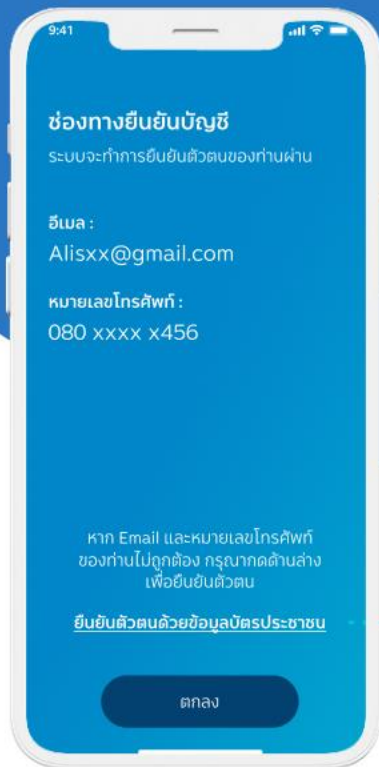 9:41
ช่องทางยืนยันบัญชี
ระบบจะทำการยืนยันตัวตนของท่านผ่าน
อีเมล :
Alisxx@gmail.com
หมายเลขโทรศัพท์ :
080 xxxx x456
หาก Email และหมายเลขโทรศัพท์
ของท่านไม่ถูกต้อง กรุณากดด้านล่าง
เพื่อยืนยันตัวตน
ยืนยันตัวตนด้วยข้อมูลบัตรประชาชน
ตกลง